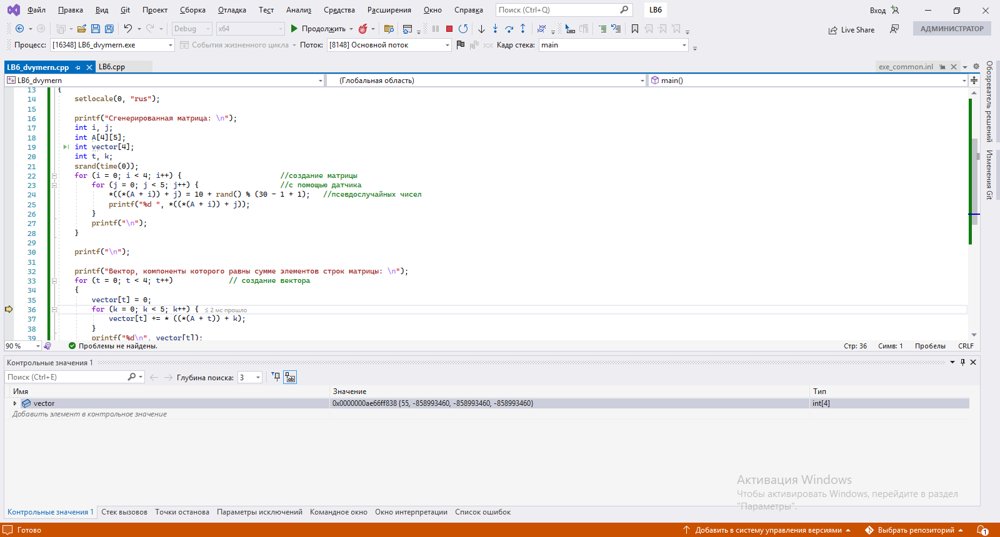 Файл Правка Вид Git Проект Сборка Отладка Тест Анализ Средства Расширения Окно Справка Поиск (Ctrl+Q) LB6 Вход
Debug x64 Продолжить Live Share АДМИНИСТРАТОР
Процесс: [16348] LB6_dvymern.exe События жизненного цикла Поток: [8148] Основной поток Кадр стека: main
LB6_dvymern.cpp LB6.cpp exe_common.inl
LB6_dvymern (Глобальная область) main()
13 {
14 setlocale(0, "rus");
15
16 printf("Сгенерированная матрица: \n");
17 int i, j;
18 int A[4][5];
19 int vector[4];
20 int t, k;
21 srand(time(0));
22 for (i = 0; i < 4; i++) { //создание матрицы
23 for (j = 0; j < 5; j++) { //с помощью датчика
24 *((*(A + i)) + j) = 10 + rand() % (30 - 1 + 1); //псевдослучайных чисел
25 printf("%d ", *((*(A + i)) + j));
26 }
27 printf("\n");
28 }
29
30 printf("\n");
31
32 printf("Вектор, компоненты которого равны сумме элементов строк матрицы: \n");
33 for (t = 0; t < 4; t++) // создание вектора
34 {
35 vector[t] = 0;
36 for (k = 0; k < 5; k++) { ≤ 2 мс прошло
37 vector[t] += * ((*(A + t)) + k);
38 }
39 printf("%d\n", vector[t]);
90 % Проблемы не найдены. Стр: 36 Симв: 1 Пробелы CRLF
Контрольные значения 1
Поиск (Ctrl+E) Глубина поиска: 3
Имя Значение Тип
vector 0x0000000ae66ff838 {55, -858993460, -858993460, -858993460} int[4]
Добавить элемент в контрольное значение
Активация Windows
Чтобы активировать Windows, перейдите в раздел
"Параметры".
Контрольные значения 1 Стек вызовов Точки останова Параметры исключений Командное окно Окно интерпретации Список ошибок
Готово Добавить в систему управления версиями Выбрать репозиторий 1
Обозреватель решений
Изменения Git